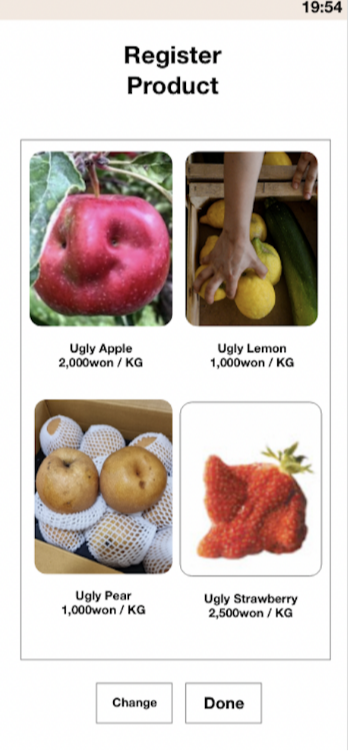 19:54
Register
Product
Ugly Apple
2,000won / KG
Ugly Lemon
1,000won / KG
Ugly Pear
1,000won / KG
Ugly Strawberry
2,500won / KG
Change
Done